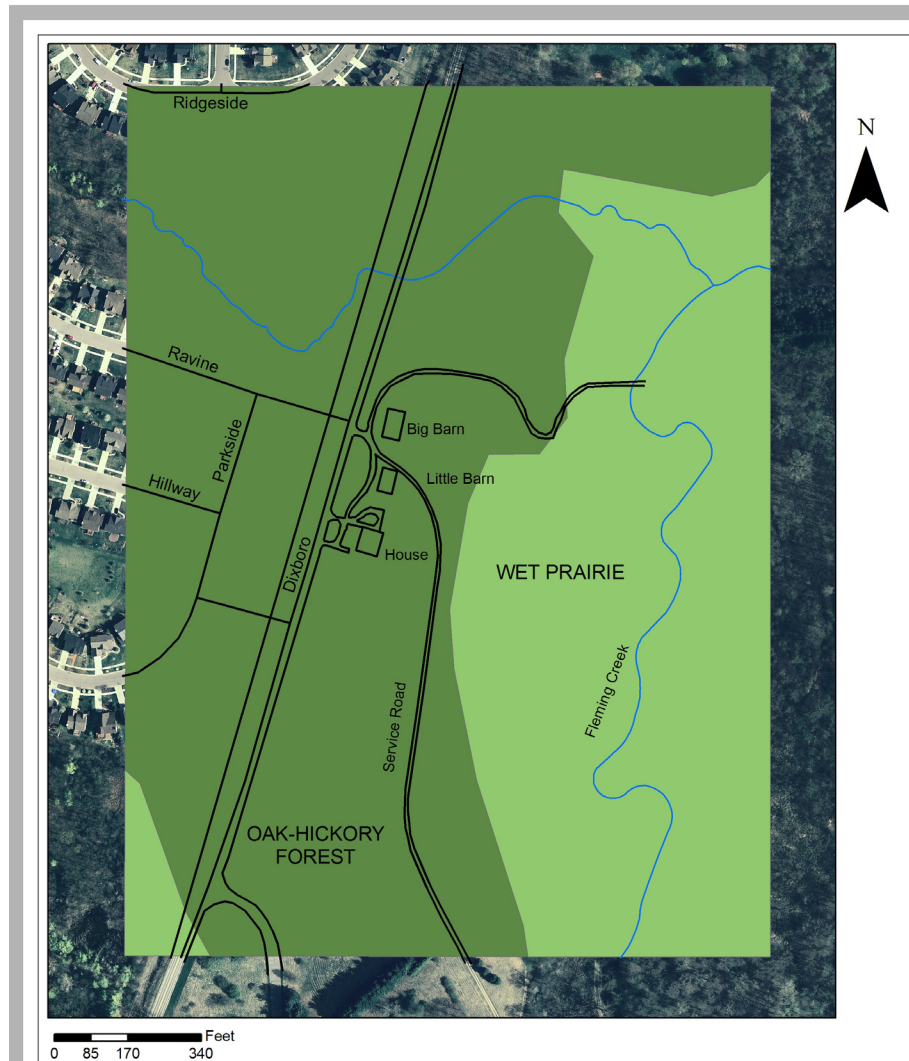 Ridgeside
N
Ravine
Parkside
Big Barn
Hillway
Little Barn
Dixboro
House
WET PRAIRIE
Fleming Creek
Service Road
OAK-HICKORY
FOREST
Feet
0 85 170 340